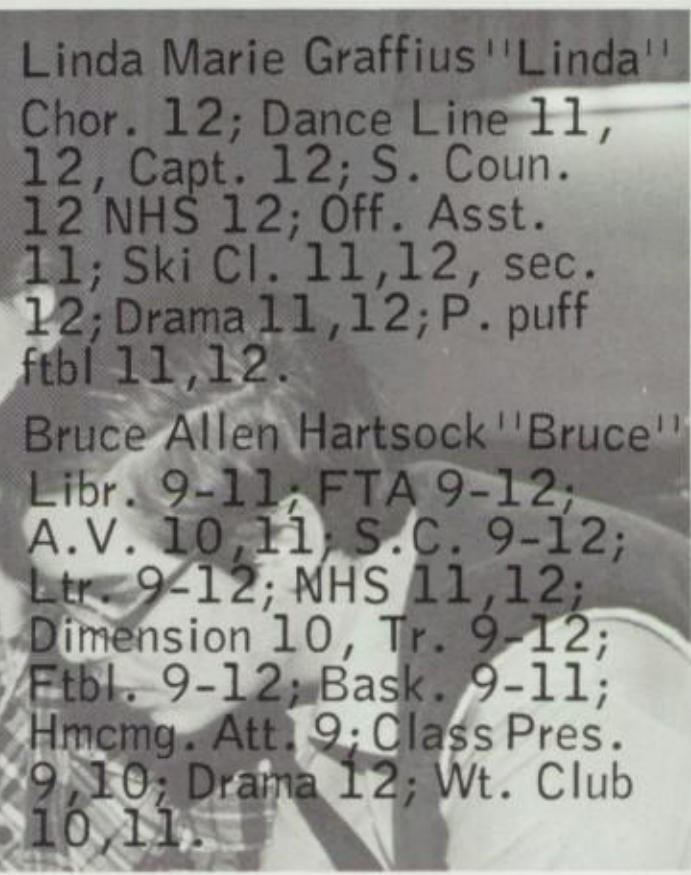 Linda Marie Graffius "Linda"
Chor. 12; Dance Line 11,
12, Capt. 12; S. Coun.
12 NHS 12; Off. Asst.
11; Ski Cl. 11,12, sec.
12; Drama 11,12; P. puff
ftbl 11,12.
Bruce Allen Hartsock "Bruce"
Libr. 9-11; FTA 9-12;
A.V. 10,11; S.C. 9-12;
Ltr. 9-12; NHS 11,12;
Dimension 10, Tr. 9-12;
Ftbl. 9-12; Bask. 9-11;
Hmcmg. Att. 9; Class Pres.
9,10; Drama 12; Wt. Club
10,11.